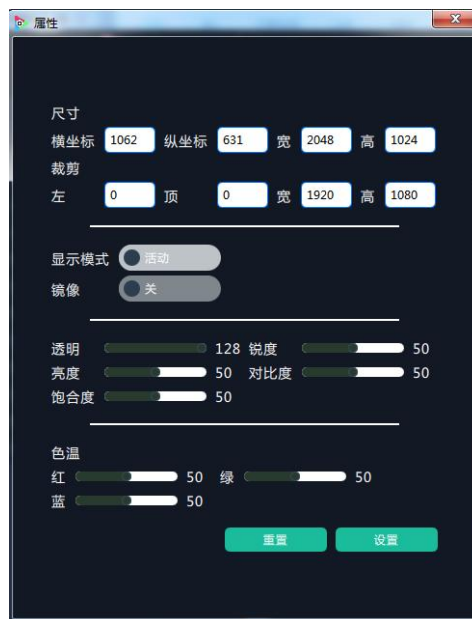 属性
尺寸
横坐标 1062 纵坐标 631 宽 2048 高 1024
裁剪
左 0 顶 0 宽 1920 高 1080
显示模式 活动
镜像 关
透明 128 锐度 50
亮度 50 对比度 50
饱合度 50
色温
红 50 绿 50
蓝 50
重置 设置